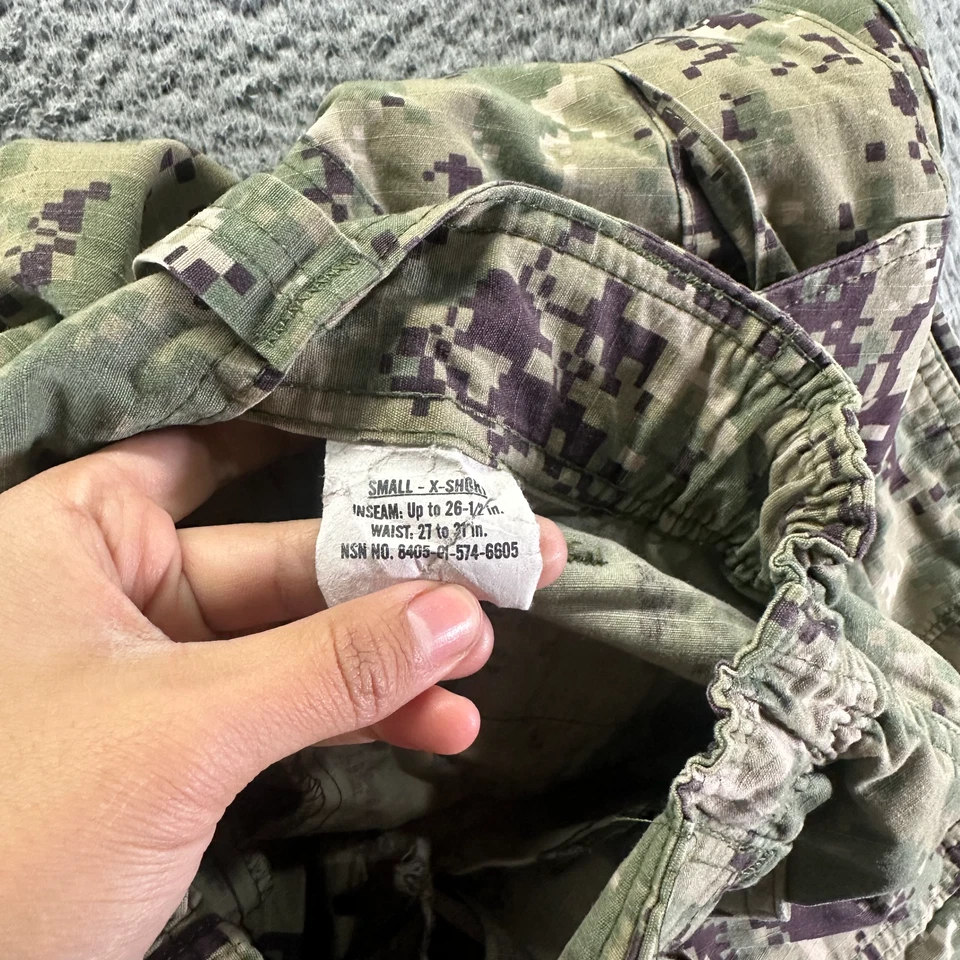 SMALL - X-SHORT
INSEAM: Up to 26-1/2 in.
WAIST: 27 to 31 in.
NSN NO. 8405-01-574-6605